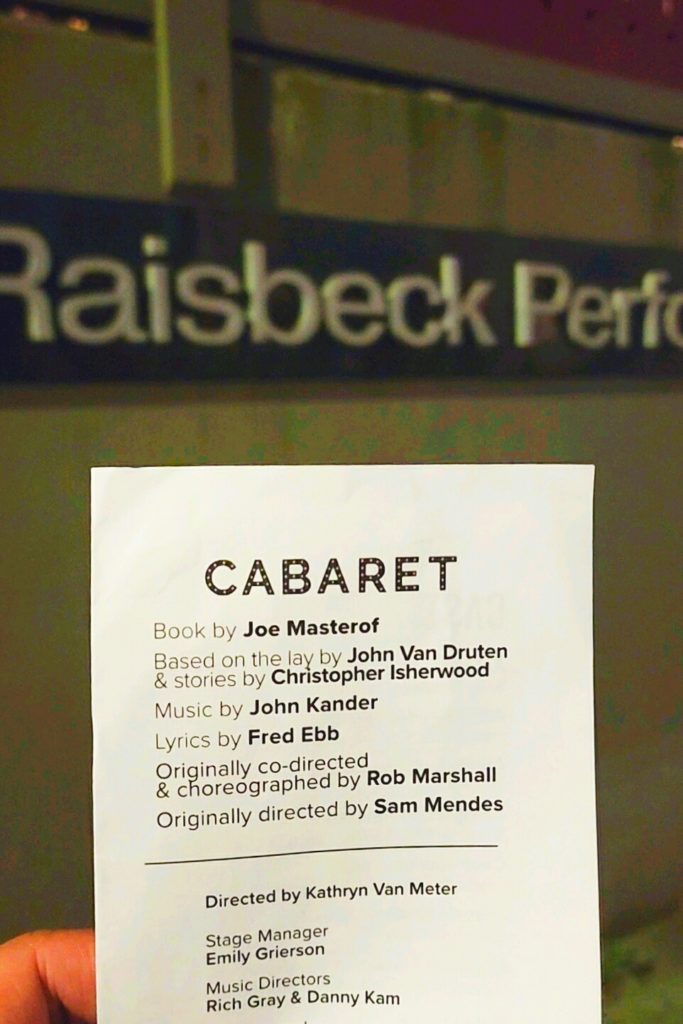 Raisbeck Perfo
CABARET
Book by Joe Masterof
Based on the lay by John Van Druten
& stories by Christopher Isherwood
Music by John Kander
Lyrics by Fred Ebb
Originally co-directed
& choreographed by Rob Marshall
Originally directed by Sam Mendes
Directed by Kathryn Van Meter
Stage Manager
Emily Grierson
Music Directors
Rich Gray & Danny Kam